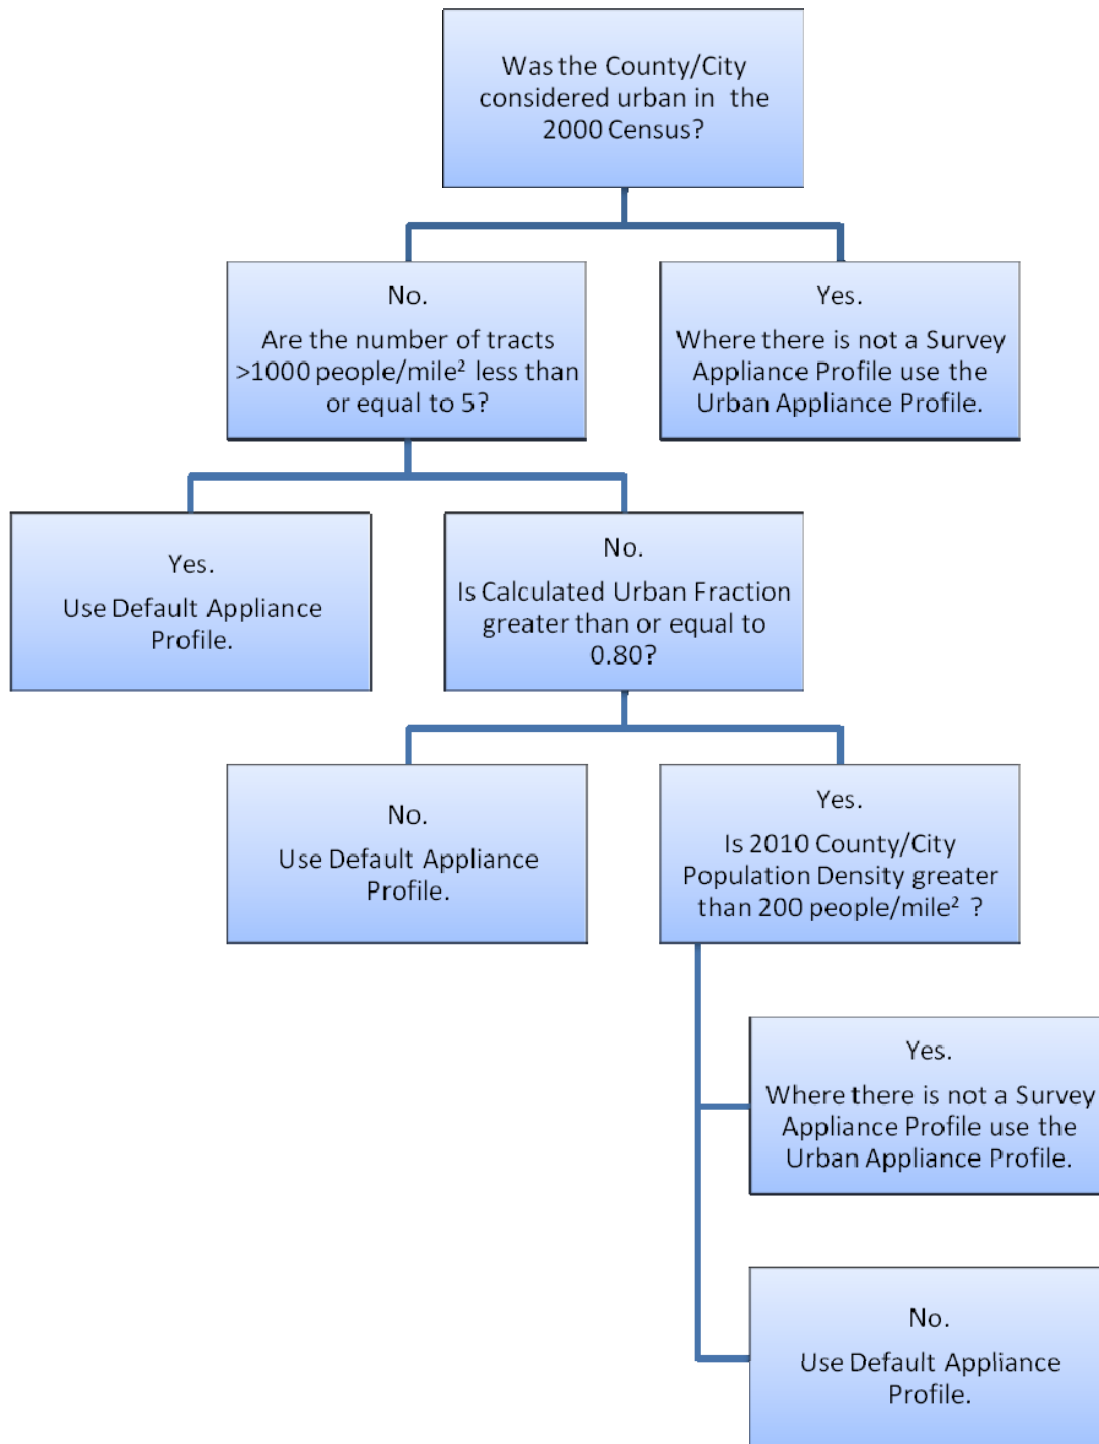 Was the County/City
considered urban in the
2000 Census?
No.
Are the number of tracts
>1000 people/mile² less than
or equal to 5?
Yes.
Where there is not a Survey
Appliance Profile use the
Urban Appliance Profile.
Yes.
Use Default Appliance
Profile.
No.
Is Calculated Urban Fraction
greater than or equal to
0.80?
No.
Use Default Appliance
Profile.
Yes.
Is 2010 County/City
Population Density greater
than 200 people/mile² ?
Yes.
Where there is not a Survey
Appliance Profile use the
Urban Appliance Profile.
No.
Use Default Appliance
Profile.